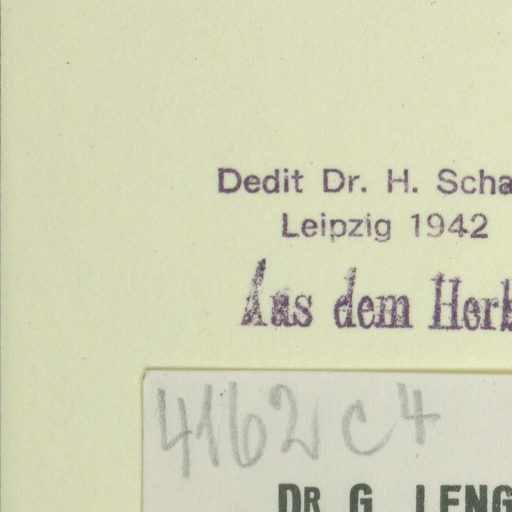 Dedit Dr. H. Scha
Leipzig 1942
Aus dem Herb
4162 c4
DR G. LENG